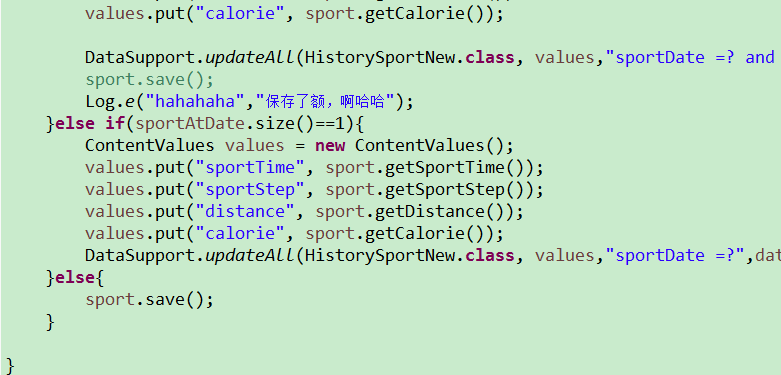 values.put("calorie", sport.getCalorie());
DataSupport.updateAll(HistorySportNew.class, values,"sportDate =? and
sport.save();
Log.e("hahahaha","保存了额，啊哈哈");
}else if(sportAtDate.size()==1){
ContentValues values = new ContentValues();
values.put("sportTime", sport.getSportTime());
values.put("sportStep", sport.getSportStep());
values.put("distance", sport.getDistance());
values.put("calorie", sport.getCalorie());
DataSupport.updateAll(HistorySportNew.class, values,"sportDate =?",dat
}else{
sport.save();
}
}